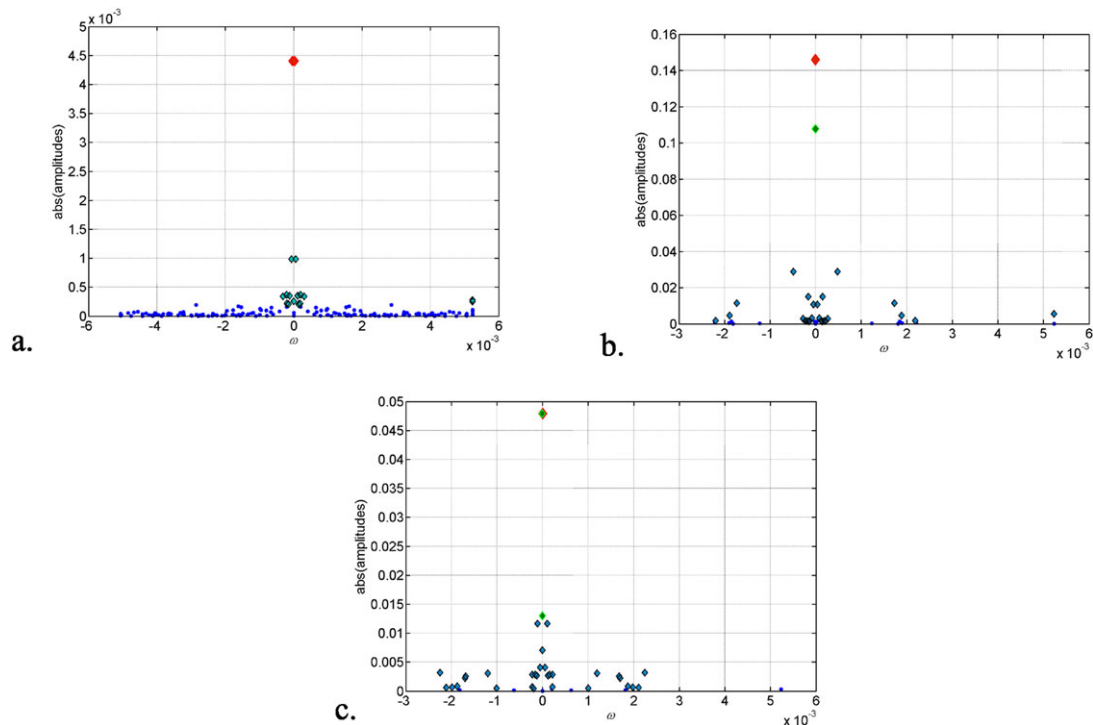 x 10⁻³
5
4.5
4
3.5
3
2.5
2
1.5
1
0.5
0
abs(amplitudes)
-6 -4 -2 0 2 4 6
ω
x 10⁻³
a.
0.16
0.14
0.12
0.1
0.08
0.06
0.04
0.02
0
abs(amplitudes)
-3 -2 -1 0 1 2 3 4 5 6
ω
x 10⁻³
b.
0.05
0.045
0.04
0.035
0.03
0.025
0.02
0.015
0.01
0.005
0
abs(amplitudes)
-3 -2 -1 0 1 2 3 4 5 6
ω
x 10⁻³
c.